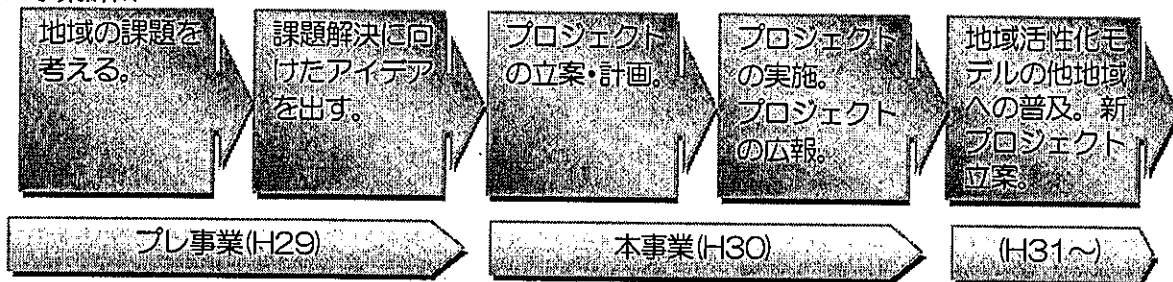 地域の課題を
考える。
課題解決に向
けたアイデア
を出す。
プロジェクト
の立案・計画。
プロジェクト
の実施。
プロジェクト
の広報。
地域活性化モ
デルの他地域
への普及。新
プロジェクト
立案。
プレ事業(H29)
本事業(H30)
(H31～)